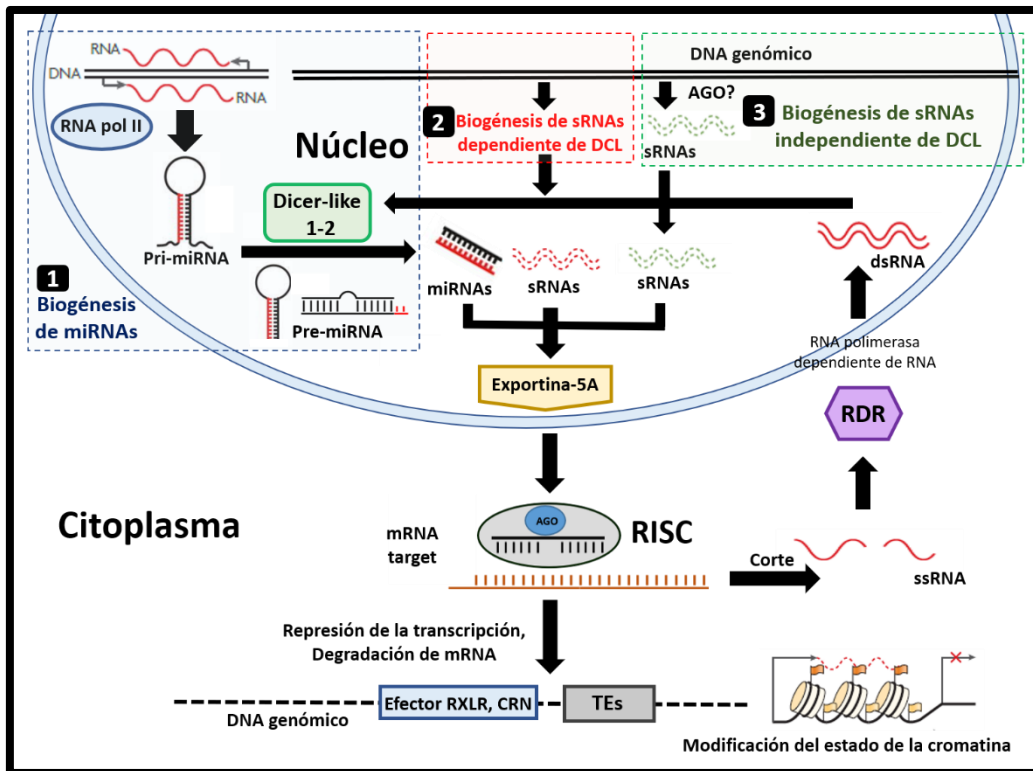 RNA
DNA
RNA
RNA pol II
Núcleo
Dicer-like
1-2
Pri-miRNA
1
Biogénesis
de miRNAs
Pre-miRNA
2
Biogénesis de sRNAs
dependiente de DCL
DNA genómico
AGO?
sRNAs
3
Biogénesis de sRNAs
independiente de DCL
miRNAs
sRNAs
sRNAs
dsRNA
Exportina-5A
RNA polimerasa
dependiente de RNA
RDR
Citoplasma
AGO
mRNA
target
RISC
Corte
ssRNA
Represión de la transcripción,
Degradación de mRNA
DNA genómico
Efector RXLR, CRN
TEs
Modificación del estado de la cromatina